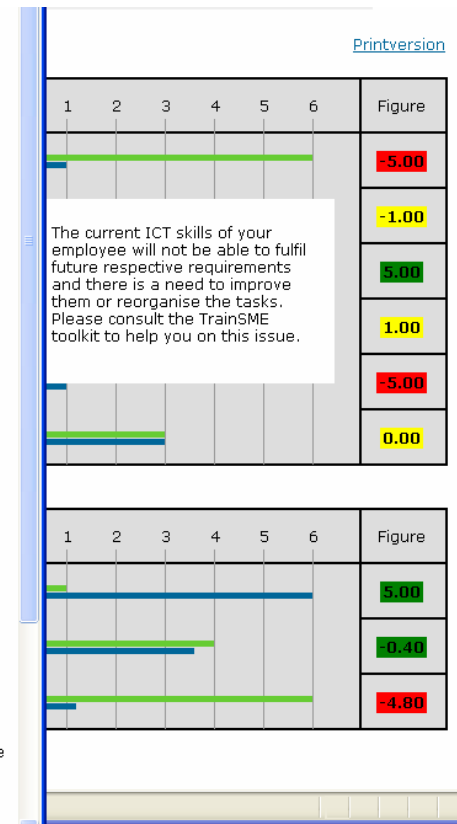 Printversion
1 2 3 4 5 6 Figure
-5.00
-1.00
The current ICT skills of your
employee will not be able to fulfil
future respective requirements
and there is a need to improve
them or reorganise the tasks.
Please consult the TrainSME
toolkit to help you on this issue.
5.00
1.00
-5.00
0.00
1 2 3 4 5 6 Figure
5.00
-0.40
-4.80
e